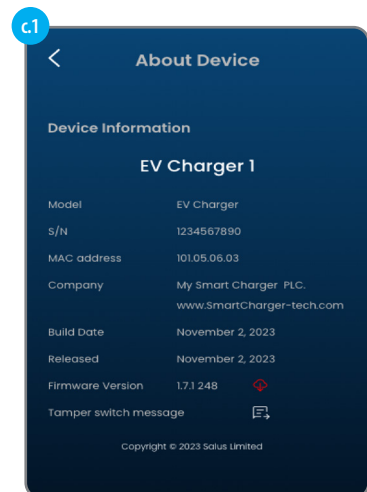 c.1
About Device
Device Information
EV Charger 1
Model EV Charger
S/N 1234567890
MAC address 101.05.06.03
Company My Smart Charger PLC.
www.SmartCharger-tech.com
Build Date November 2, 2023
Released November 2, 2023
Firmware Version 1.7.1 248
Tamper switch message
Copyright © 2023 Salus Limited